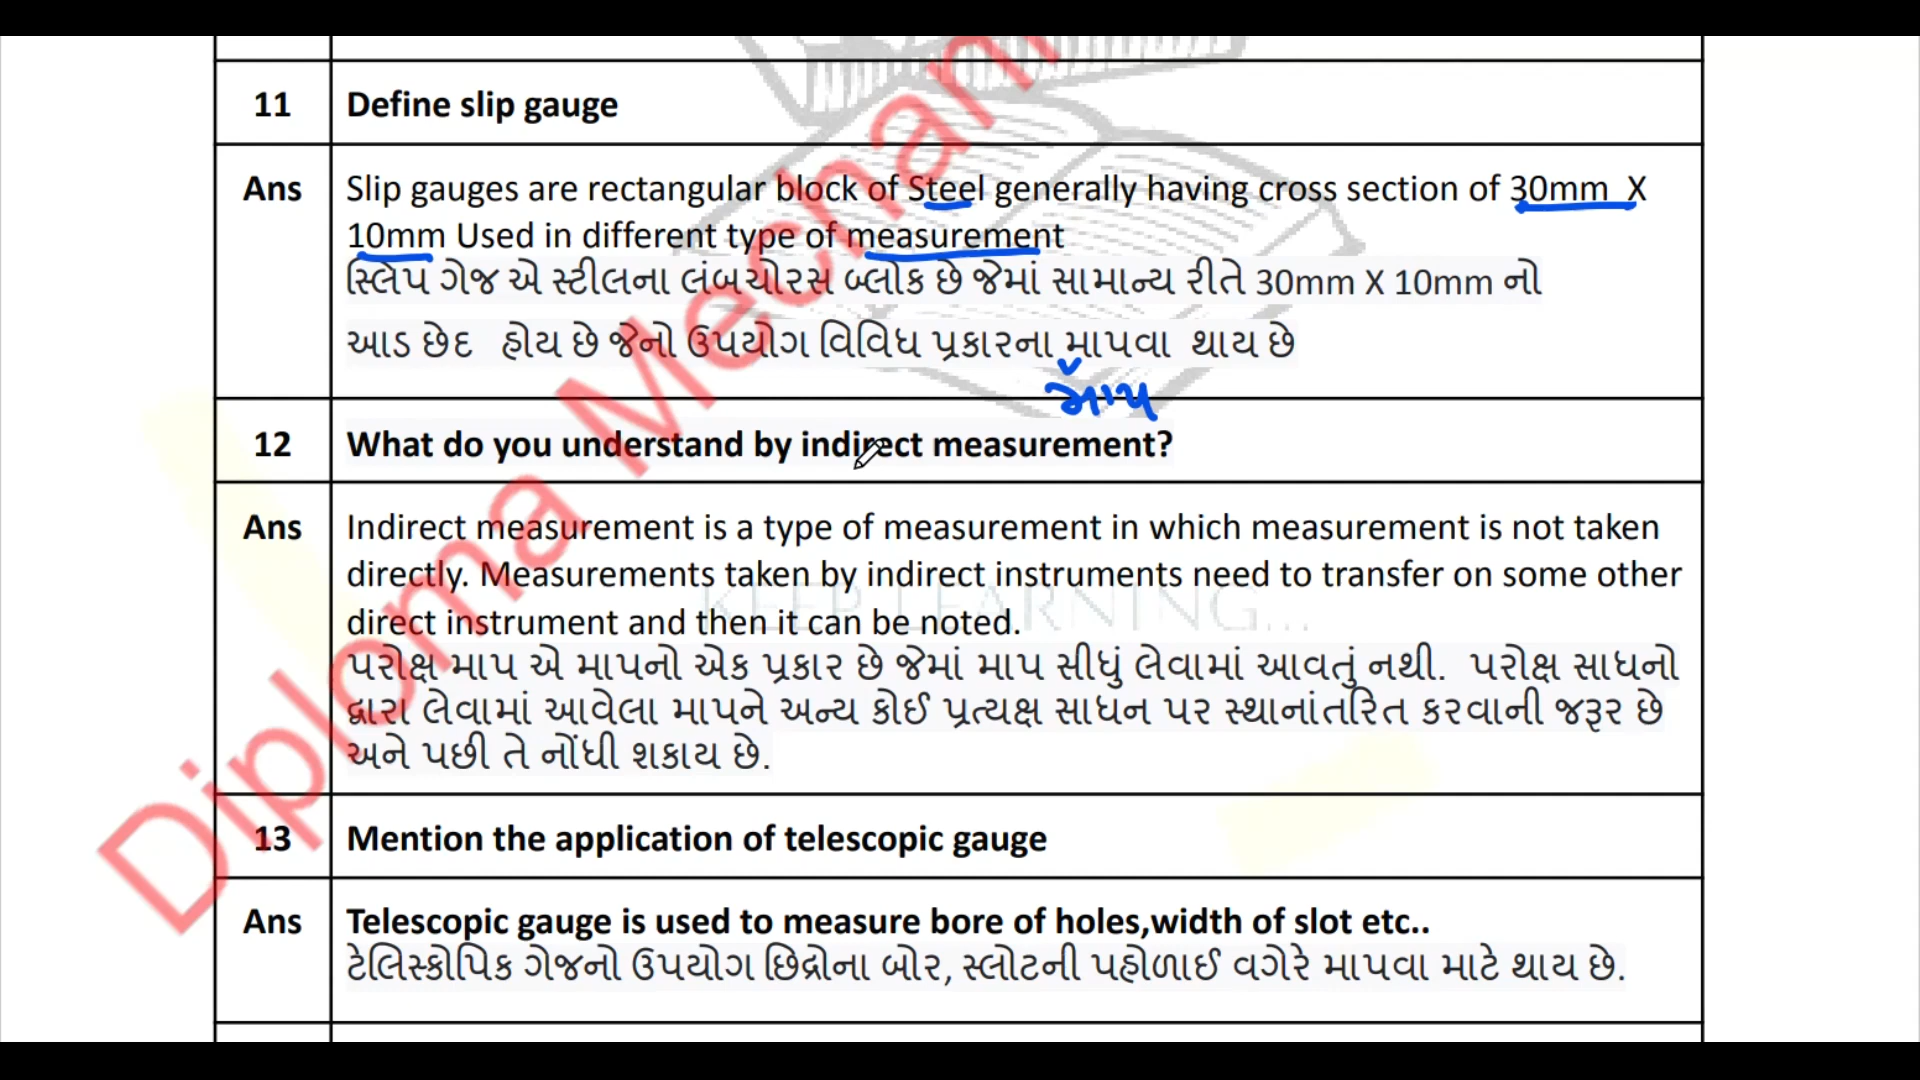 11 Define slip gauge
Ans Slip gauges are rectangular block of Steel generally having cross section of 30mm X
10mm Used in different type of measurement
સ્લિપ ગેજ એ સ્ટીલના લંબચોરસ બ્લોક છે જેમાં સામાન્ય રીતે 30mm X 10mm નો
આડ છેદ હોય છે જેનો ઉપયોગ વિવિધ પ્રકારના માપવા થાય છે
માપ
12 What do you understand by indirect measurement?
Ans Indirect measurement is a type of measurement in which measurement is not taken
directly. Measurements taken by indirect instruments need to transfer on some other
direct instrument and then it can be noted.
પરોક્ષ માપ એ માપનો એક પ્રકાર છે જેમાં માપ સીધું લેવામાં આવતું નથી. પરોક્ષ સાધનો
દ્વારા લેવામાં આવેલા માપને અન્ય કોઈ પ્રત્યક્ષ સાધન પર સ્થાનાંતરિત કરવાની જરૂર છે
અને પછી તે નોંધી શકાય છે.
13 Mention the application of telescopic gauge
Ans Telescopic gauge is used to measure bore of holes,width of slot etc..
ટેલિસ્કોપિક ગેજનો ઉપયોગ છિદ્રોના બોર, સ્લોટની પહોળાઈ વગેરે માપવા માટે થાય છે.
KEEP LEARNING...
Diploma Mechani